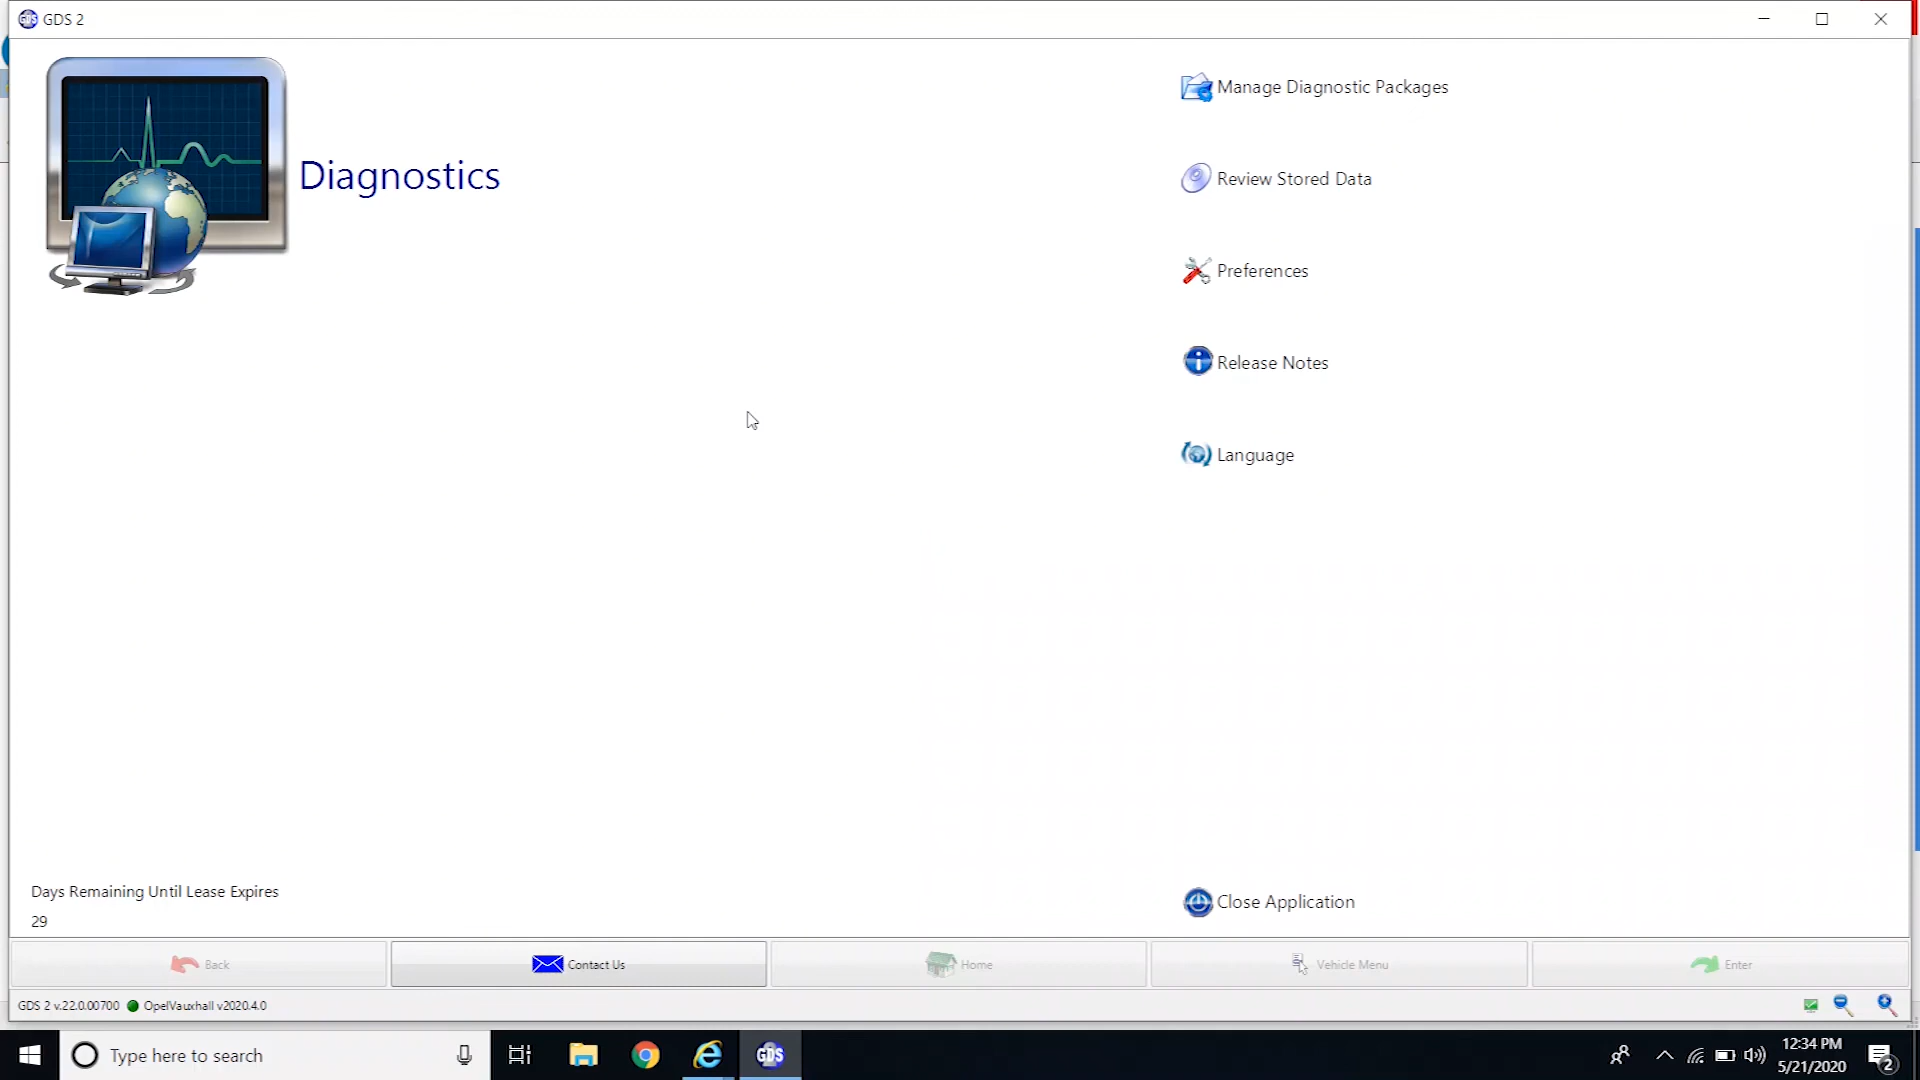 GDS 2
Manage Diagnostic Packages
Diagnostics
Review Stored Data
Preferences
Release Notes
Language
Days Remaining Until Lease Expires
29
Close Application
Back
Contact Us
Home
Vehicle Menu
Enter
GDS 2 v.22.0.00700 OpelVauxhall v2020.4.0
Type here to search
GDS
12:34 PM
5/21/2020
2